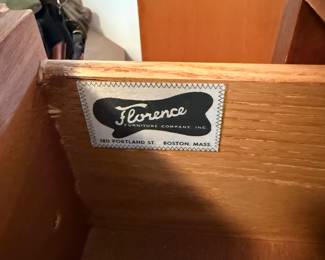 Florence
FURNITURE COMPANY, INC.
180 PORTLAND ST. BOSTON, MASS.